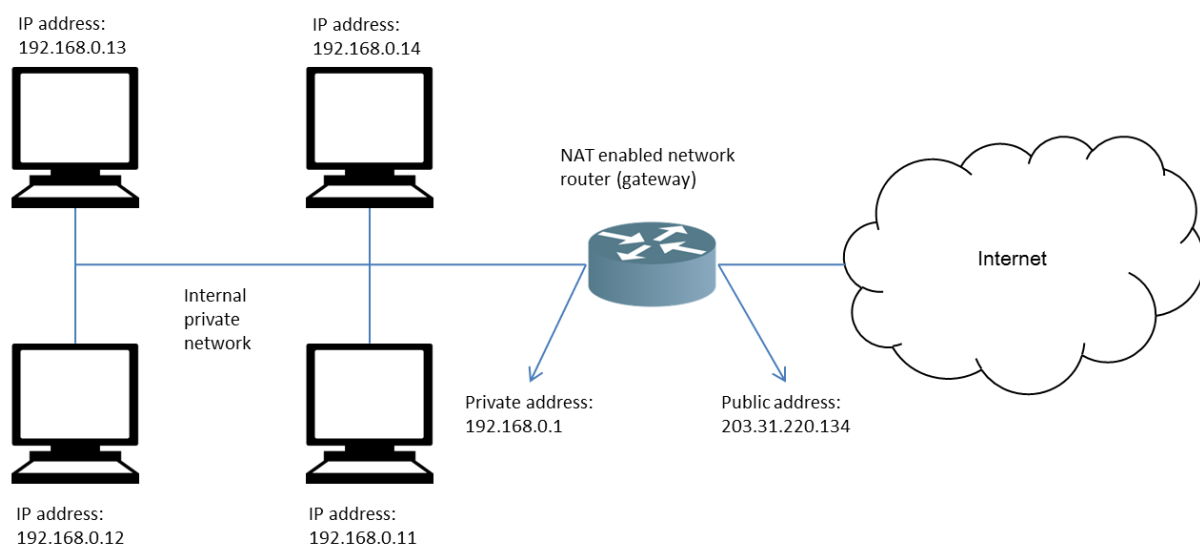 IP address:
192.168.0.13
IP address:
192.168.0.14
NAT enabled network
router (gateway)
Internet
Internal
private
network
Private address:
192.168.0.1
Public address:
203.31.220.134
IP address:
192.168.0.12
IP address:
192.168.0.11